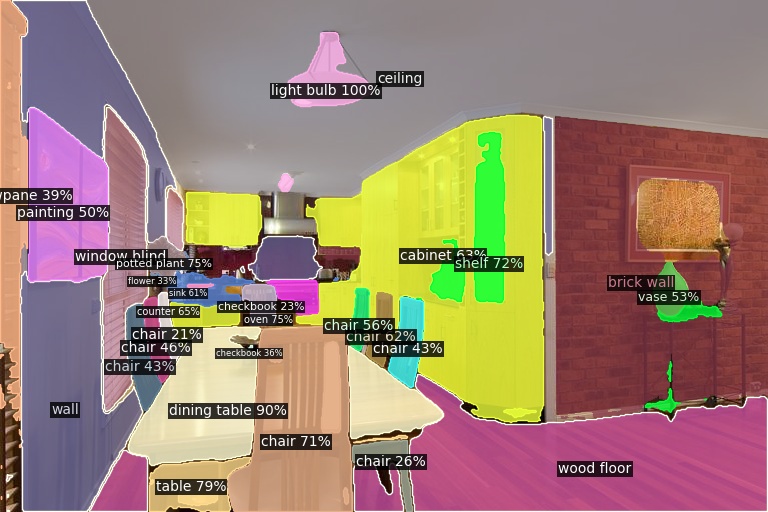 ceiling
light bulb 100%
pane 39%
painting 50%
window blind
potted plant 75%
cabinet 63%
shelf 72%
flower 33%
sink 61%
brick wall
vase 53%
checkbook 23%
counter 65%
oven 75%
chair 56%
chair 21%
chair 62%
chair 46%
chair 43%
checkbook 36%
chair 43%
wall
dining table 90%
chair 71%
chair 26%
wood floor
table 79%